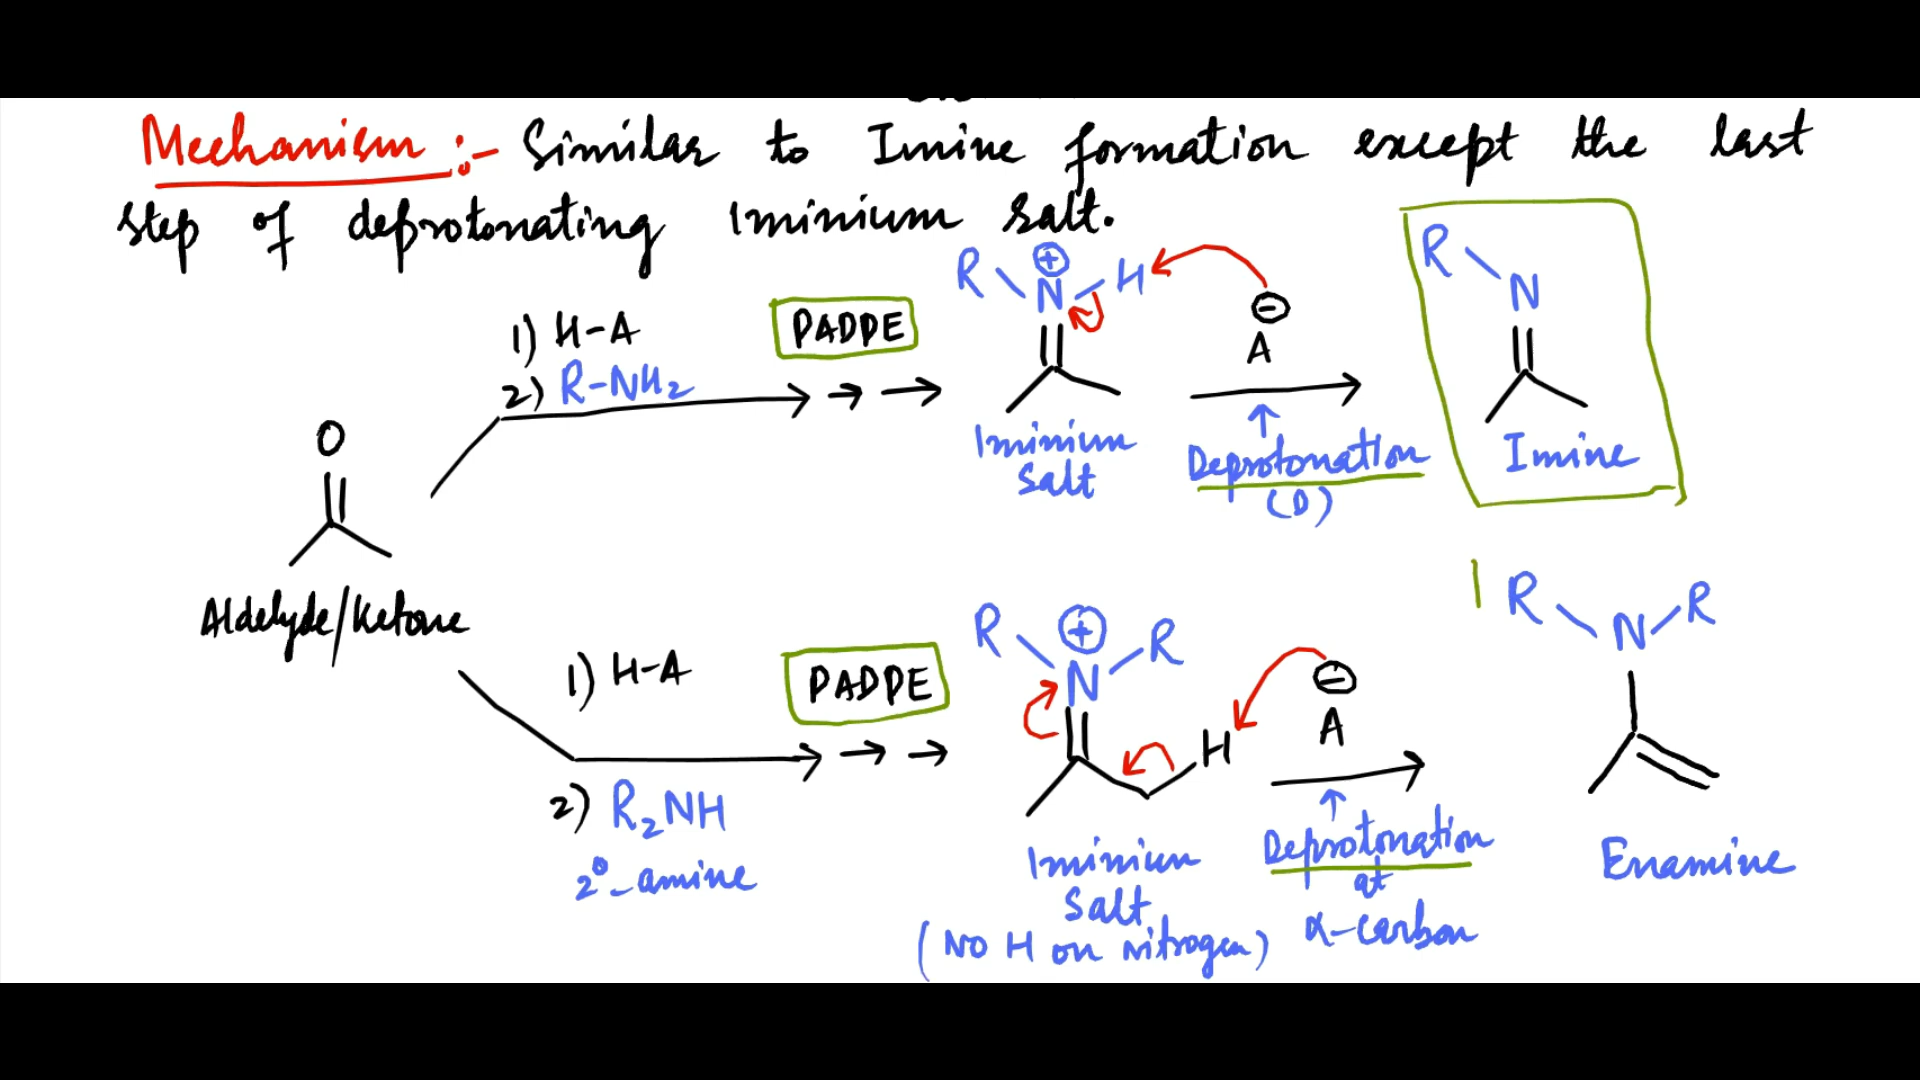 Mechanism :- Similar to Imine formation except the last
step of deprotonating Iminium Salt.
R N ⊕ H
⊖
A
R
N
1) H-A
2) R-NH2
PADPE
Iminium
Salt
Deprotonation
(D)
Imine
O
Aldehyde/Ketone
1) H-A
2) R2NH
2°-amine
PADPE
R ⊕ R
N
H
⊖
A
R R
N
Iminium
Salt
(NO H on nitrogen)
Deprotonation
at
α-carbon
Enamine